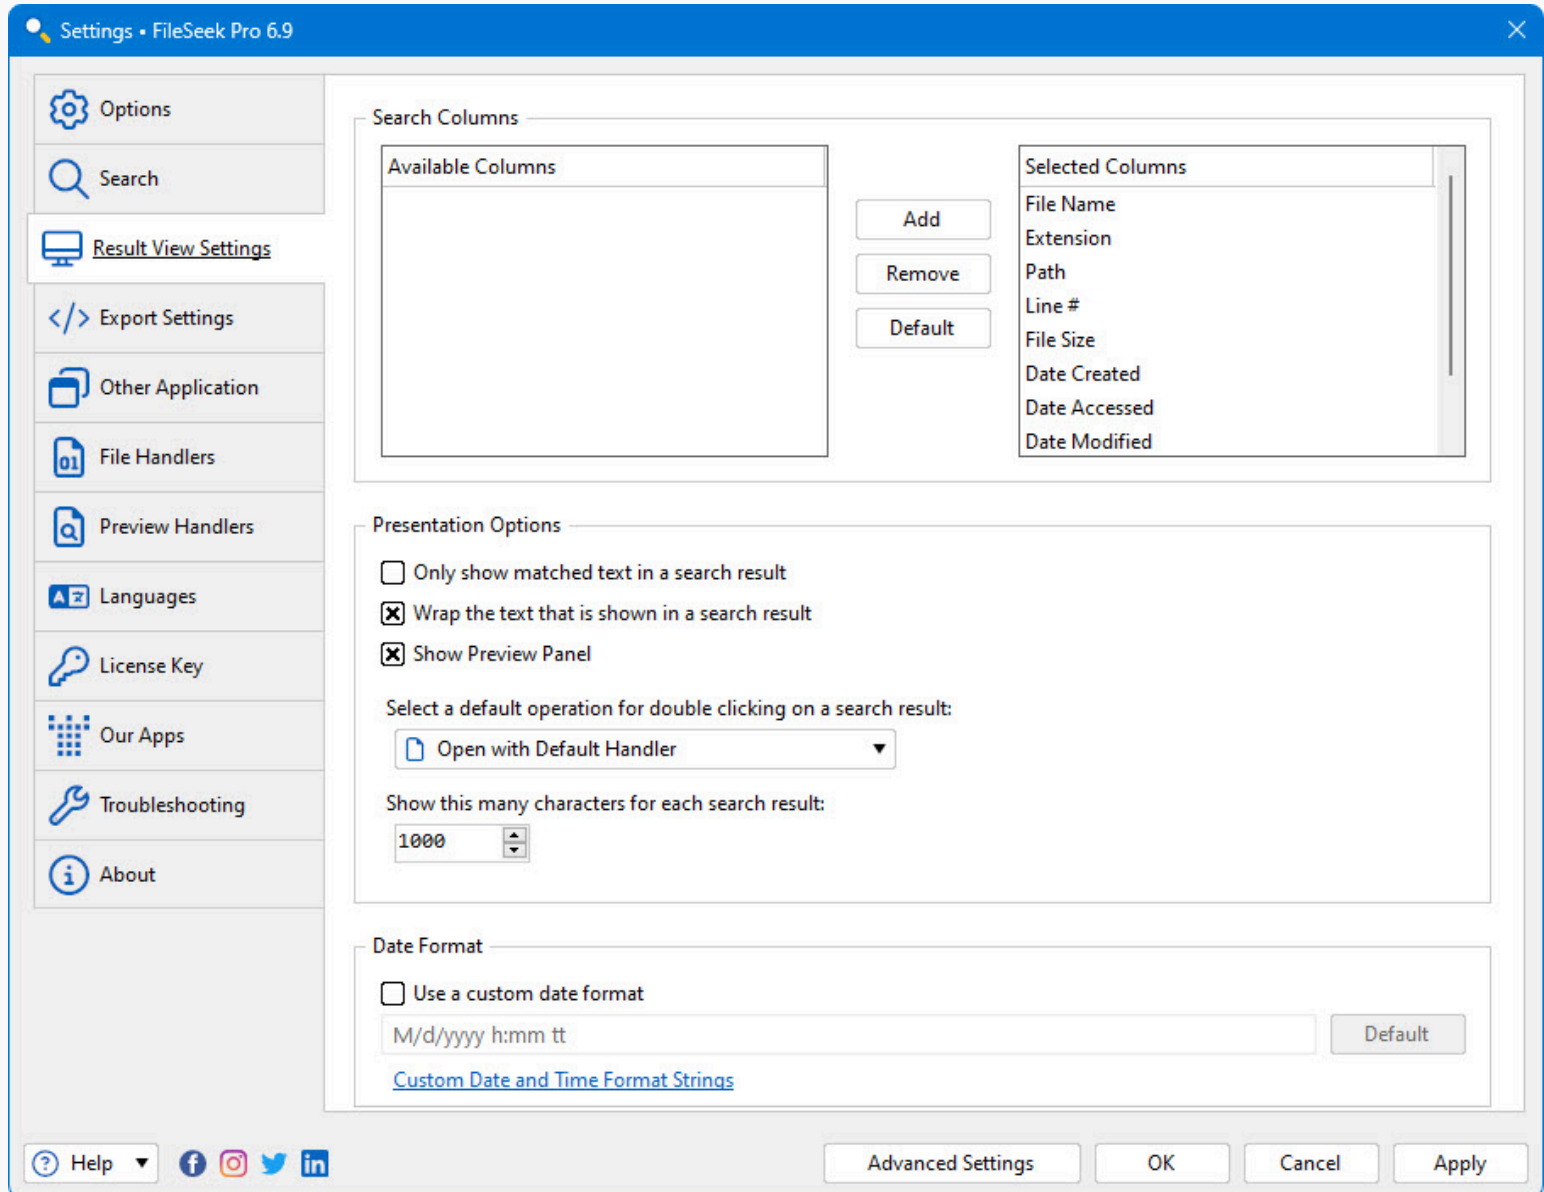 Settings • FileSeek Pro 6.9
Options
Search
Result View Settings
Export Settings
Other Application
File Handlers
Preview Handlers
Languages
License Key
Our Apps
Troubleshooting
About
Search Columns
Available Columns
Add
Remove
Default
Selected Columns
File Name
Extension
Path
Line #
File Size
Date Created
Date Accessed
Date Modified
Presentation Options
Only show matched text in a search result
Wrap the text that is shown in a search result
Show Preview Panel
Select a default operation for double clicking on a search result:
Open with Default Handler
Show this many characters for each search result:
1000
Date Format
Use a custom date format
M/d/yyyy h:mm tt
Default
Custom Date and Time Format Strings
Help
Advanced Settings
OK
Cancel
Apply